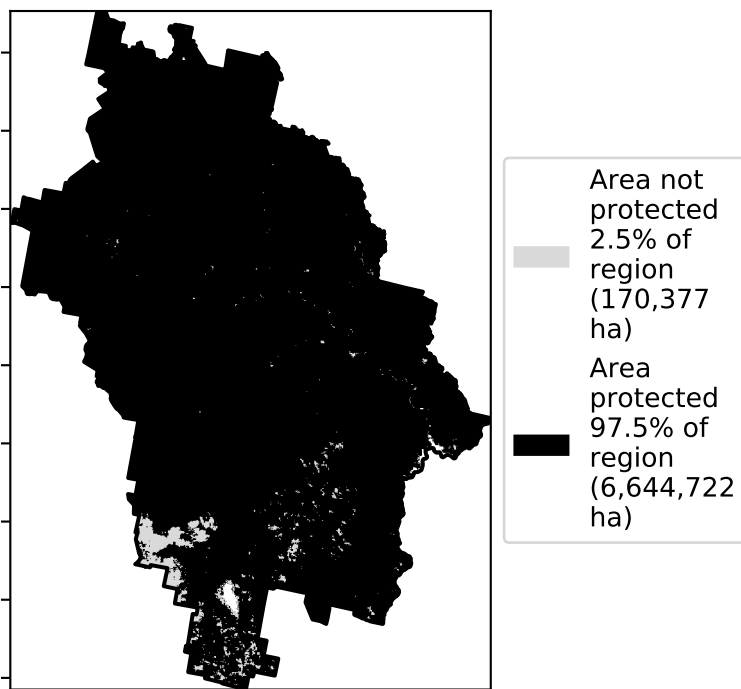 Area not
protected
2.5% of
region
(170,377
ha)
Area
protected
97.5% of
region
(6,644,722
ha)